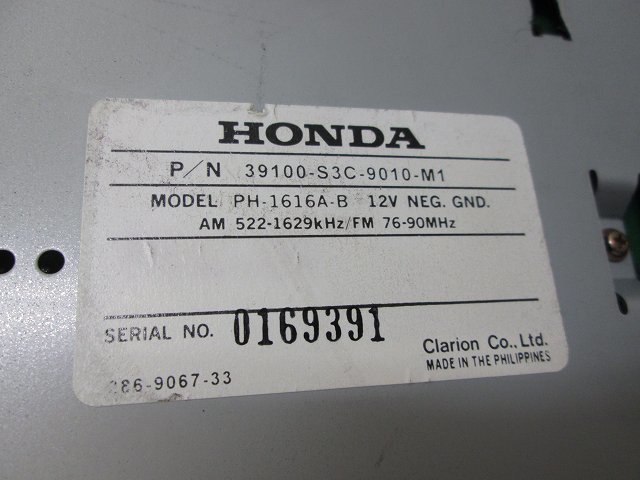 HONDA
P/N 39100-S3C-9010-M1
MODEL PH-1616A-B 12V NEG. GND.
AM 522-1629kHz/FM 76-90MHz
SERIAL NO. 0169391
Clarion Co., Ltd.
MADE IN THE PHILIPPINES
86-9067-33